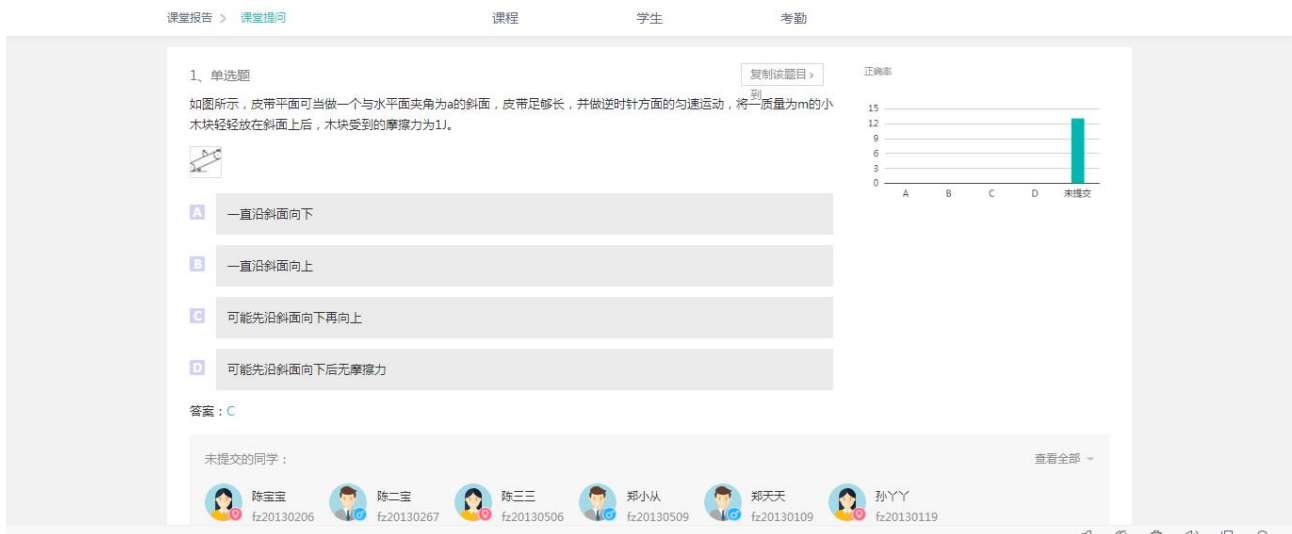 课堂报告 > 课堂提问 课程 学生 考勤
1、单选题
复制该题目
到
如图所示，皮带平面可当做一个与水平面夹角为a的斜面，皮带足够长，并做逆时针方面的匀速运动，将一质量为m的小
木块轻轻放在斜面上后，木块受到的摩擦力为1J。
A 一直沿斜面向下
B 一直沿斜面向上
C 可能先沿斜面向下再向上
D 可能先沿斜面向下后无摩擦力
答案：C
正确率
15
12
9
6
3
0
A B C D 未提交
未提交的同学： 查看全部
陈宝宝 陈二宝 陈三三 郑小从 郑天天 孙丫丫
fz20130206 fz20130267 fz20130506 fz20130509 fz20130109 fz20130119